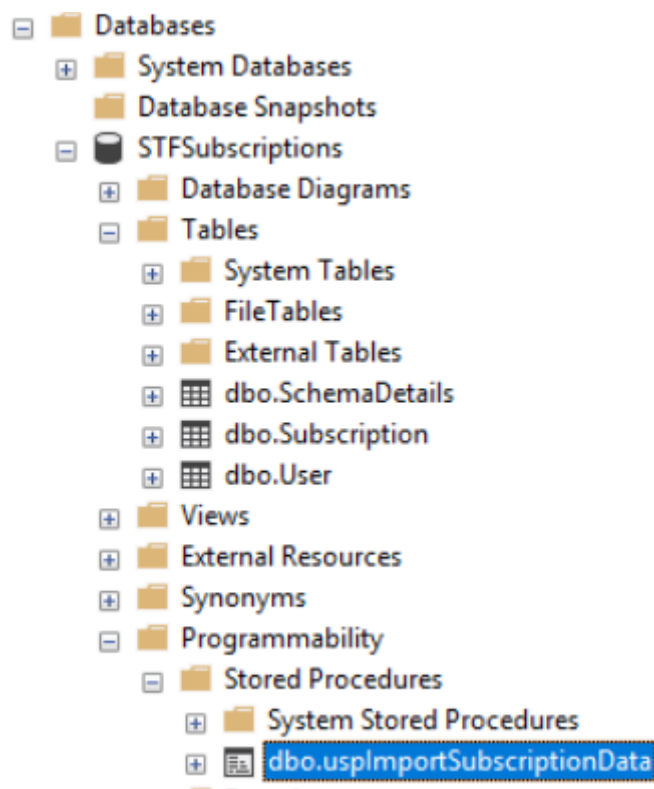 Databases
System Databases
Database Snapshots
STFSubscriptions
Database Diagrams
Tables
System Tables
FileTables
External Tables
dbo.SchemaDetails
dbo.Subscription
dbo.User
Views
External Resources
Synonyms
Programmability
Stored Procedures
System Stored Procedures
dbo.uspImportSubscriptionData